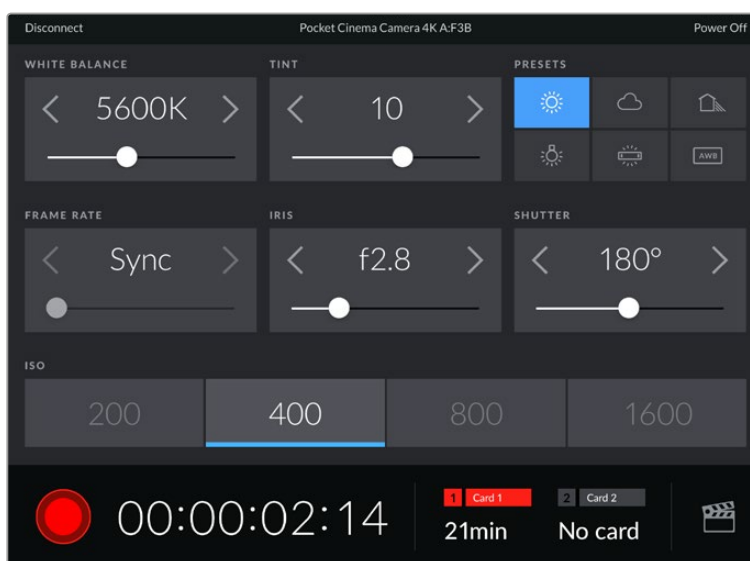 Disconnect Pocket Cinema Camera 4K A:F3B Power Off
WHITE BALANCE TINT PRESETS
5600K 10
AWB
FRAME RATE IRIS SHUTTER
Sync f2.8 180°
ISO
200 400 800 1600
00:00:02:14
1 Card 1 2 Card 2
21min No card